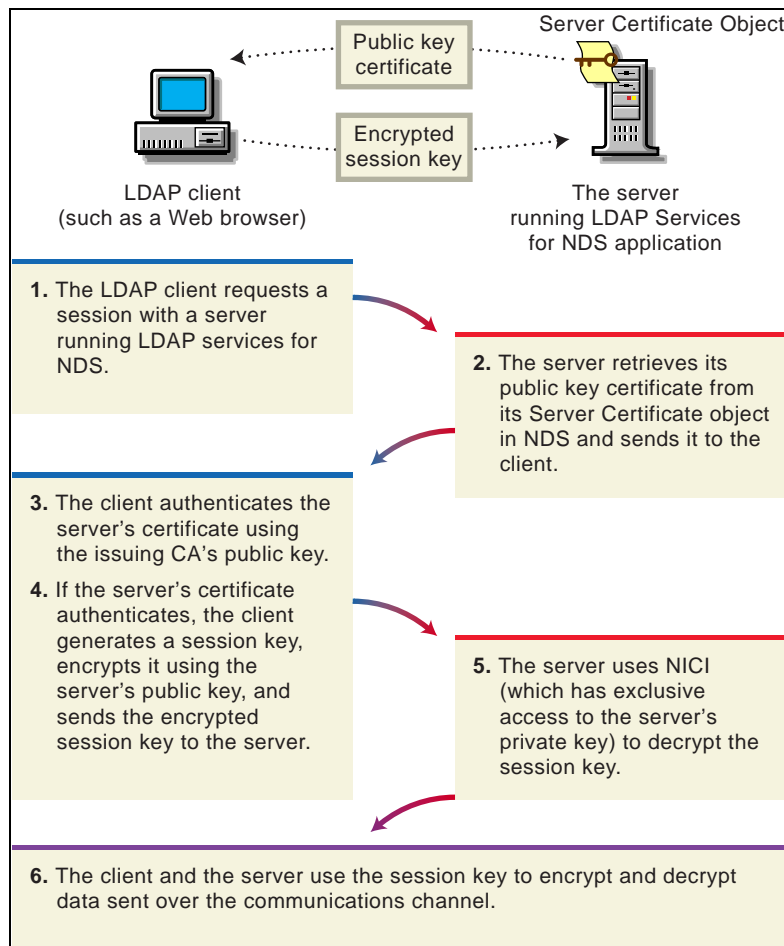 Server Certificate Object
Public key
certificate
Encrypted
session key
LDAP client
(such as a Web browser)
The server
running LDAP Services
for NDS application
1. The LDAP client requests a
session with a server
running LDAP services for
NDS.
2. The server retrieves its
public key certificate from
its Server Certificate object
in NDS and sends it to the
client.
3. The client authenticates the
server's certificate using
the issuing CA's public key.
4. If the server's certificate
authenticates, the client
generates a session key,
encrypts it using the
server's public key, and
sends the encrypted
session key to the server.
5. The server uses NICI
(which has exclusive
access to the server's
private key) to decrypt the
session key.
6. The client and the server use the session key to encrypt and decrypt
data sent over the communications channel.